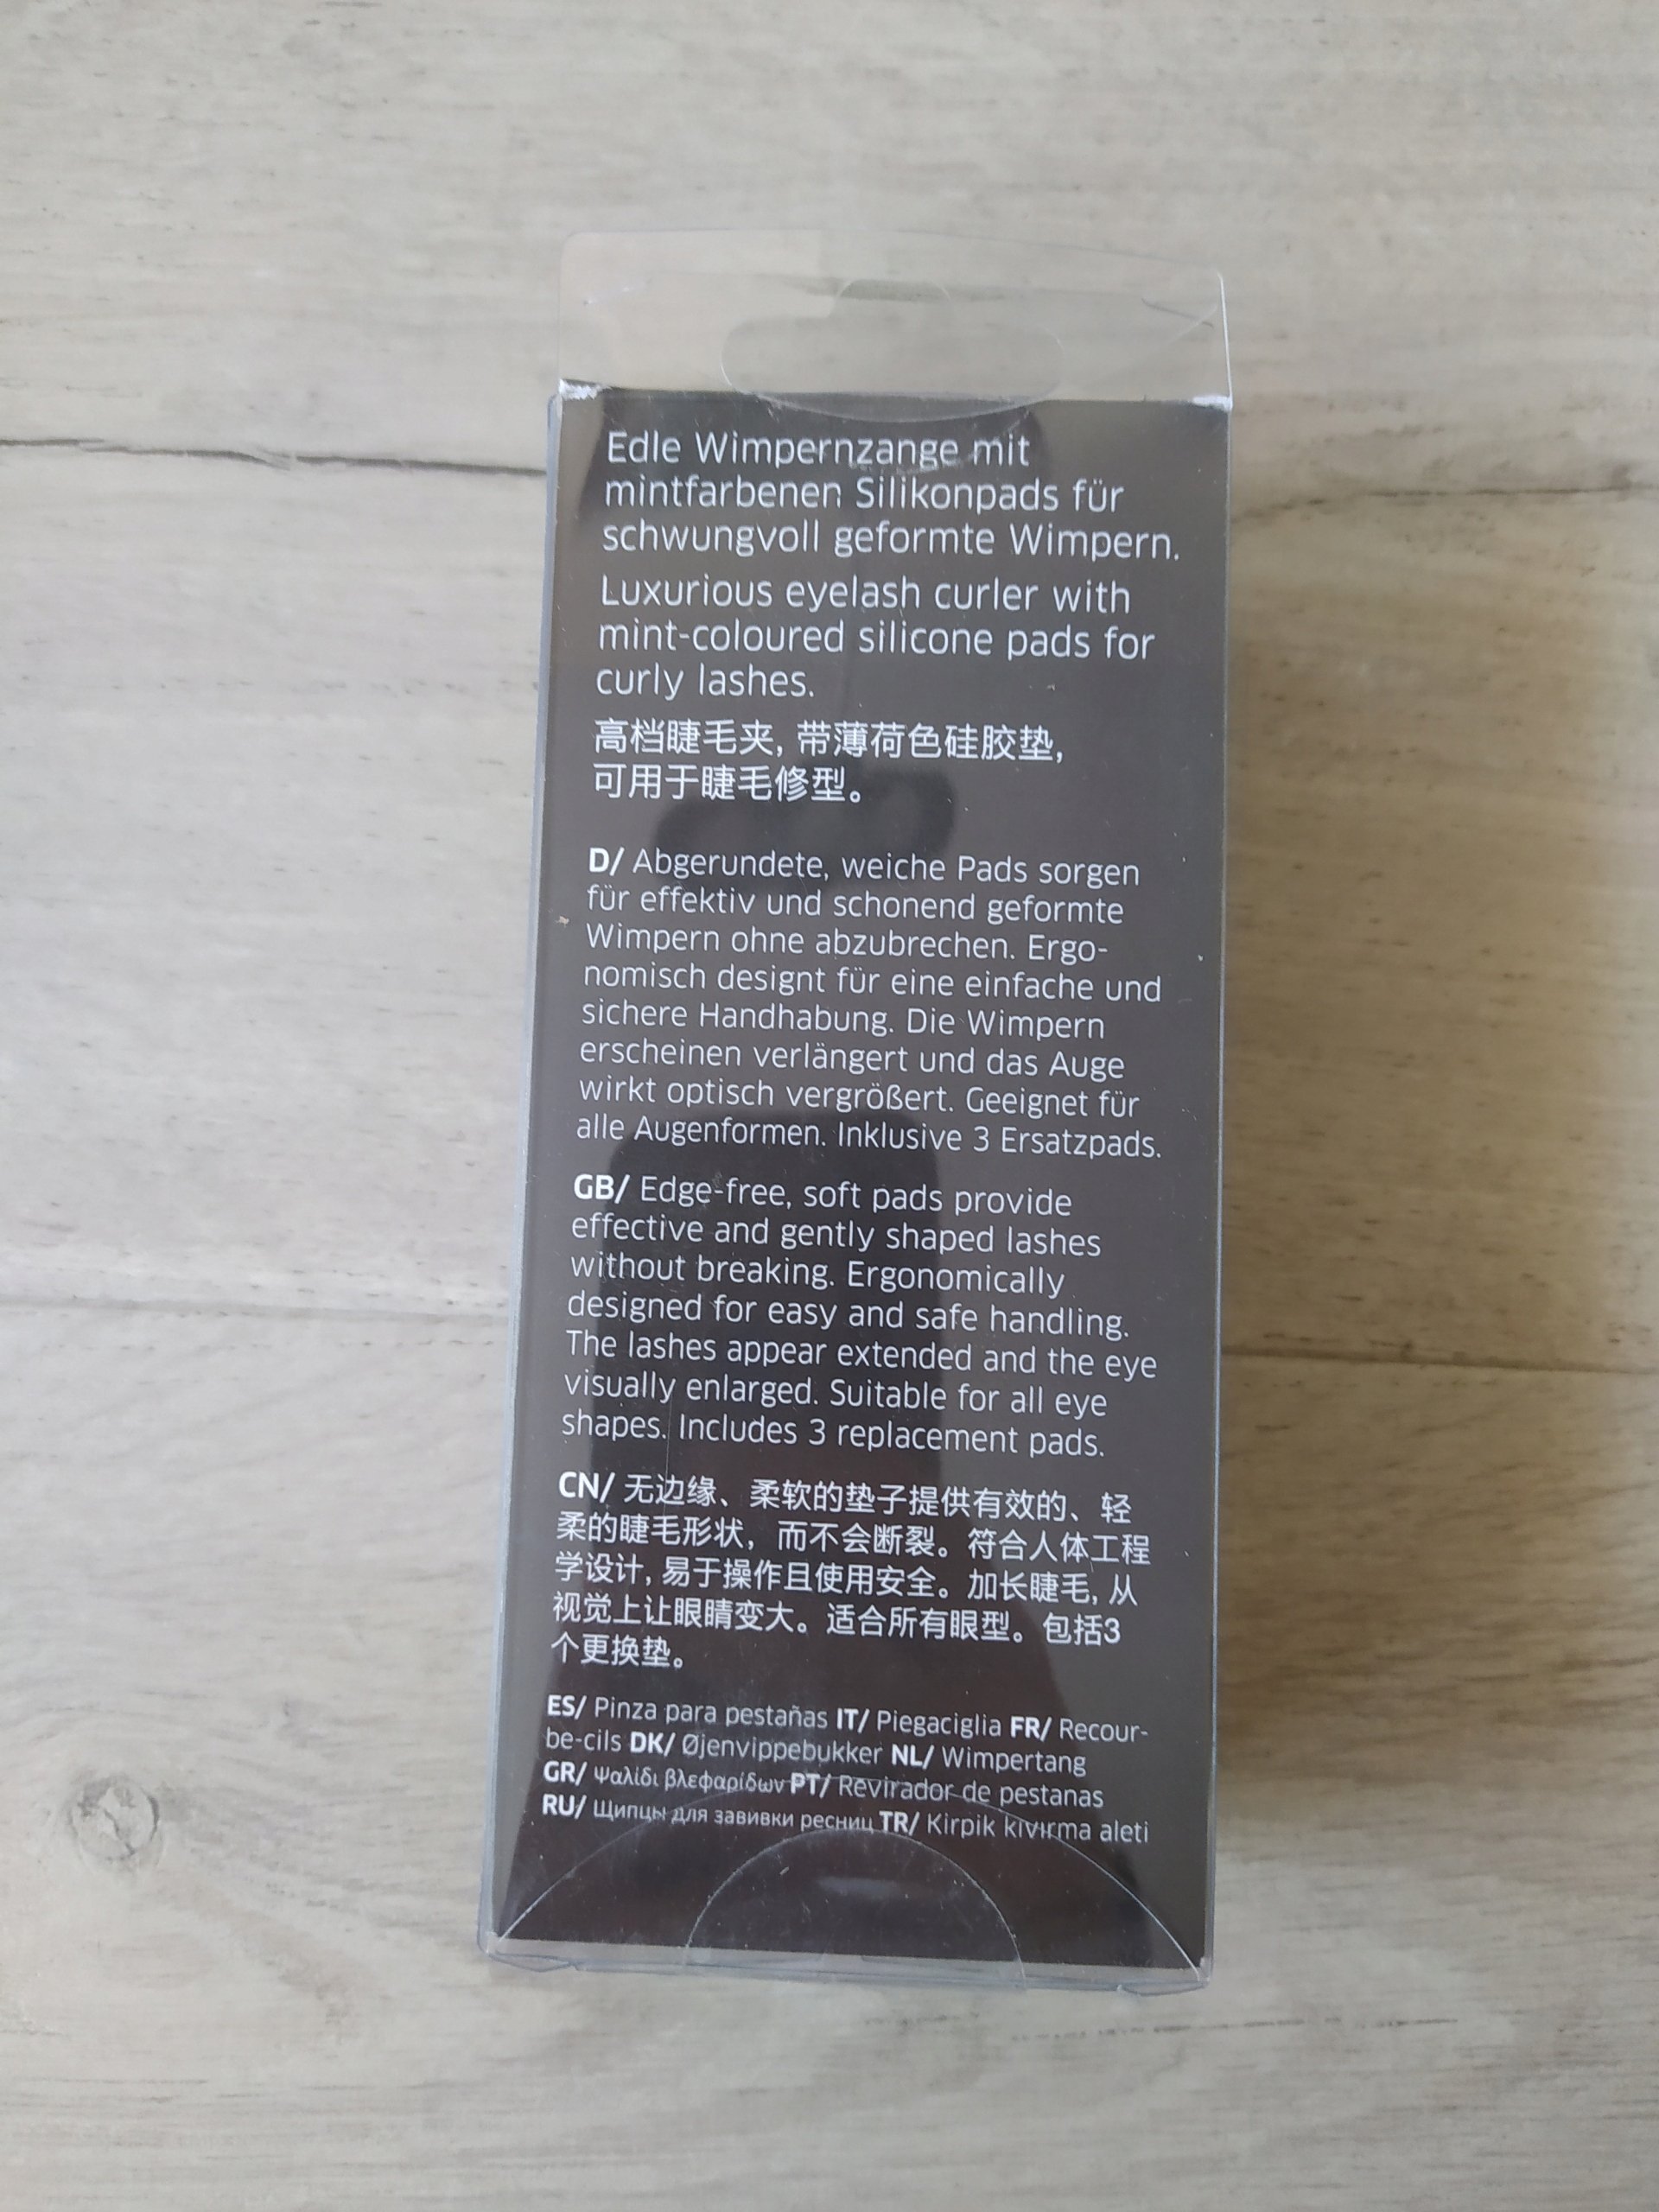 Edle Wimpernzange mit
mintfarbenen Silikonpads für
schwungvoll geformte Wimpern.
Luxurious eyelash curler with
mint-coloured silicone pads for
curly lashes.
高档睫毛夹, 带薄荷色硅胶垫,
可用于睫毛修型。
D/ Abgerundete, weiche Pads sorgen
für effektiv und schonend geformte
Wimpern ohne abzubrechen. Ergo-
nomisch designt für eine einfache und
sichere Handhabung. Die Wimpern
erscheinen verlängert und das Auge
wirkt optisch vergrößert. Geeignet für
alle Augenformen. Inklusive 3 Ersatzpads.
GB/ Edge-free, soft pads provide
effective and gently shaped lashes
without breaking. Ergonomically
designed for easy and safe handling.
The lashes appear extended and the eye
visually enlarged. Suitable for all eye
shapes. Includes 3 replacement pads.
CN/ 无边缘、柔软的垫子提供有效的、轻
柔的睫毛形状，而不会断裂。符合人体工程
学设计, 易于操作且使用安全。加长睫毛, 从
视觉上让眼睛变大。适合所有眼型。包括3
个更换垫。
ES/ Pinza para pestañas IT/ Piegaciglia FR/ Recour-
be-cils DK/ Øjenvippebukker NL/ Wimpertang
GR/ Ψαλίδι βλεφαρίδων PT/ Revirador de pestanas
RU/ Щипцы для завивки ресниц TR/ Kirpik kıvırma aleti